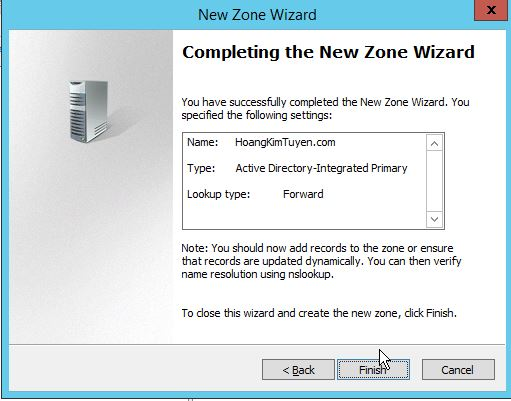 New Zone Wizard
x
Completing the New Zone Wizard
You have successfully completed the New Zone Wizard. You
specified the following settings:
Name: HoangKimTuyen.com
Type: Active Directory-Integrated Primary
Lookup type: Forward
Note: You should now add records to the zone or ensure
that records are updated dynamically. You can then verify
name resolution using nslookup.
To close this wizard and create the new zone, click Finish.
< Back Finish Cancel